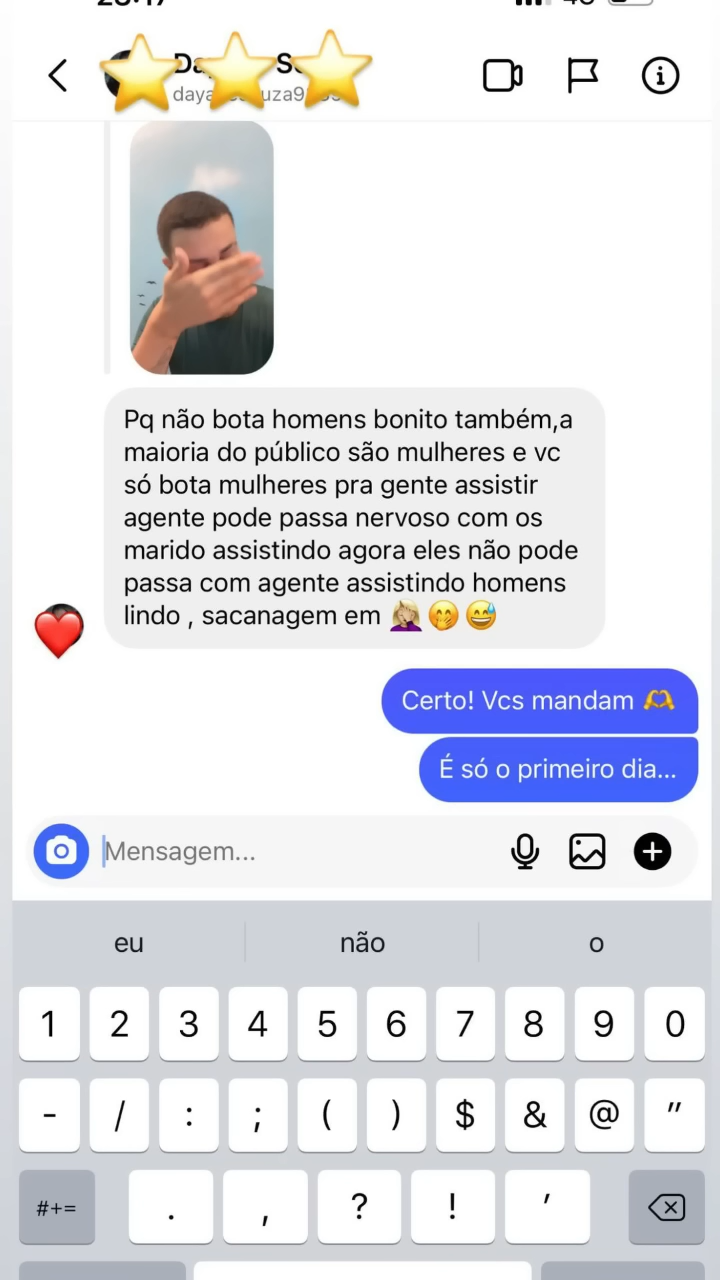 Pq não bota homens bonito também,a
maioria do público são mulheres e vc
só bota mulheres pra gente assistir
agente pode passa nervoso com os
marido assistindo agora eles não pode
passa com agente assistindo homens
lindo , sacanagem em 🤦🏼‍♀️🤭😅
Certo! Vcs mandam 🫶
É só o primeiro dia...
Mensagem...
eu não o
1 2 3 4 5 6 7 8 9 0
- / : ; ( ) $ & @ "
#+= . , ? ! '